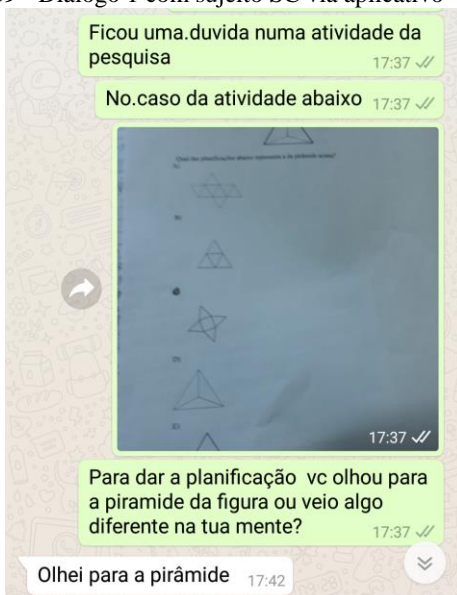 Diálogo 1 com sujeito SC via aplicativo
Ficou uma.duvida numa atividade da
pesquisa
17:37
No.caso da atividade abaixo 17:37
Qual das planificações abaixo representa a da pirâmide acima?
A)
B)
D)
E)
17:37
Para dar a planificação vc olhou para
a piramide da figura ou veio algo
diferente na tua mente?
17:37
Olhei para a pirâmide 17:42